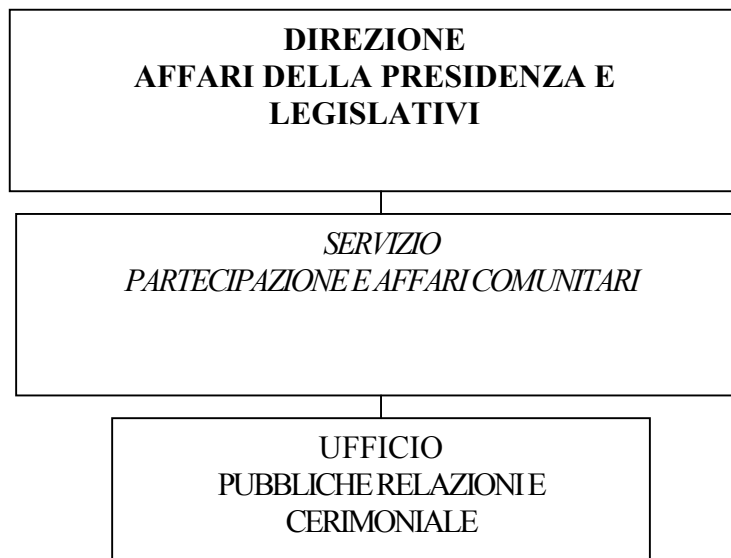 DIREZIONE
AFFARI DELLA PRESIDENZA E
LEGISLATIVI
SERVIZIO
PARTECIPAZIONE E AFFARI COMUNITARI
UFFICIO
PUBBLICHE RELAZIONI E
CERIMONIALE